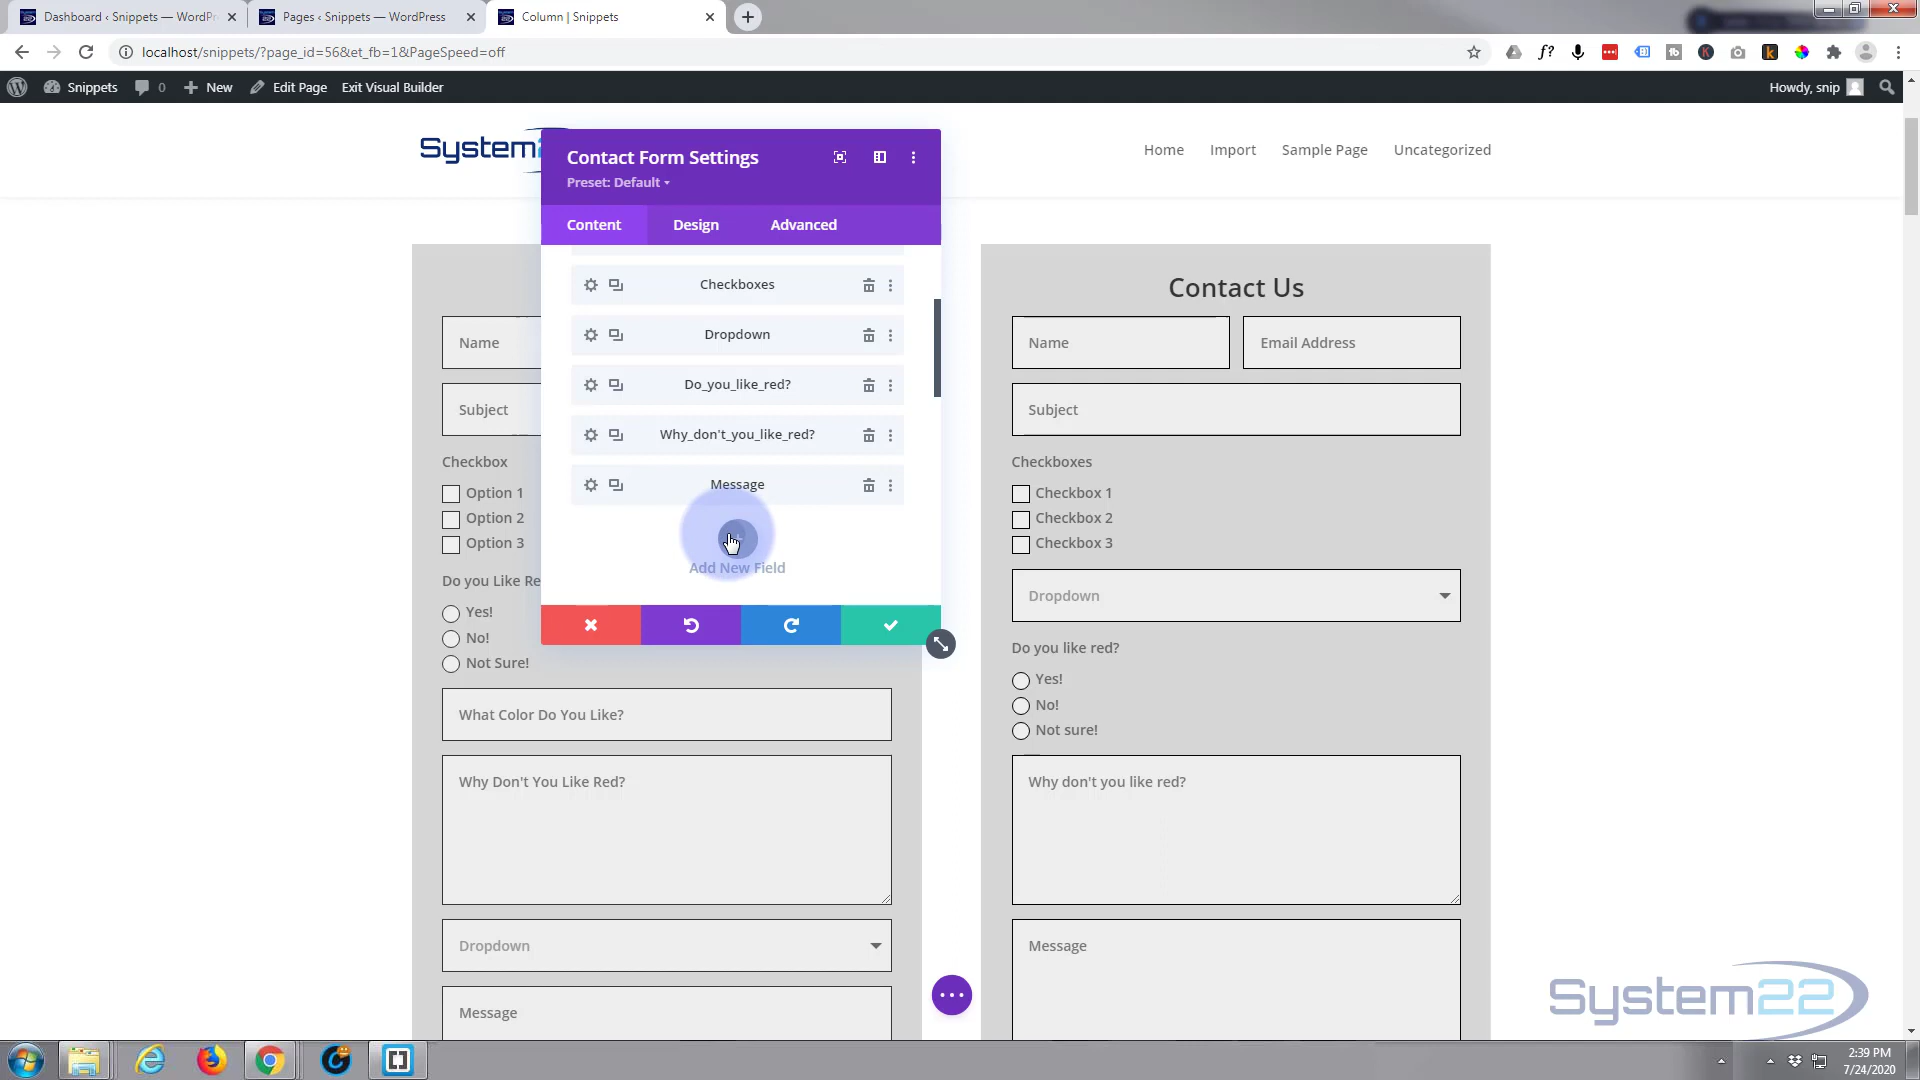 Dashboard ‹ Snippets — WordPr
Pages ‹ Snippets — WordPress
Column | Snippets
localhost/snippets/?page_id=56&et_fb=1&PageSpeed=off
Snippets
0
New
Edit Page
Exit Visual Builder
Howdy, snip
System
Home
Import
Sample Page
Uncategorized
Contact Form Settings
Preset: Default
Content
Design
Advanced
Checkboxes
Dropdown
Do_you_like_red?
Why_don't_you_like_red?
Message
Add New Field
Name
Subject
Checkbox
Option 1
Option 2
Option 3
Do you Like Re
Yes!
No!
Not Sure!
What Color Do You Like?
Why Don't You Like Red?
Dropdown
Message
Contact Us
Name
Email Address
Subject
Checkboxes
Checkbox 1
Checkbox 2
Checkbox 3
Dropdown
Do you like red?
Yes!
No!
Not sure!
Why don't you like red?
Message
System22
2:39 PM
7/24/2020